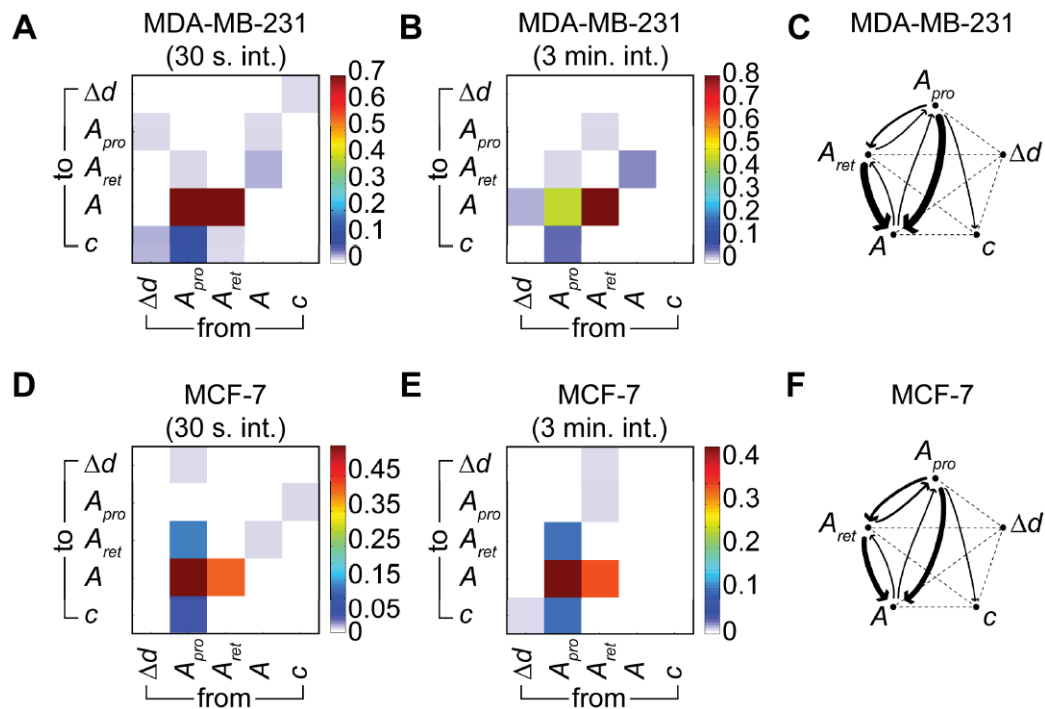 A
MDA-MB-231
(30 s. int.)
to
Δd
A_pro
A_ret
A
c
0.7
0.6
0.5
0.4
0.3
0.2
0.1
0
Δd
A_pro
A_ret
A
c
from
B
MDA-MB-231
(3 min. int.)
to
Δd
A_pro
A_ret
A
c
0.8
0.7
0.6
0.5
0.4
0.3
0.2
0.1
0
Δd
A_pro
A_ret
A
c
from
C
MDA-MB-231
A_pro
A_ret
Δd
A
c
D
MCF-7
(30 s. int.)
to
Δd
A_pro
A_ret
A
c
0.45
0.35
0.25
0.15
0.05
0
Δd
A_pro
A_ret
A
c
from
E
MCF-7
(3 min. int.)
to
Δd
A_pro
A_ret
A
c
0.4
0.3
0.2
0.1
0
Δd
A_pro
A_ret
A
c
from
F
MCF-7
A_pro
A_ret
Δd
A
c